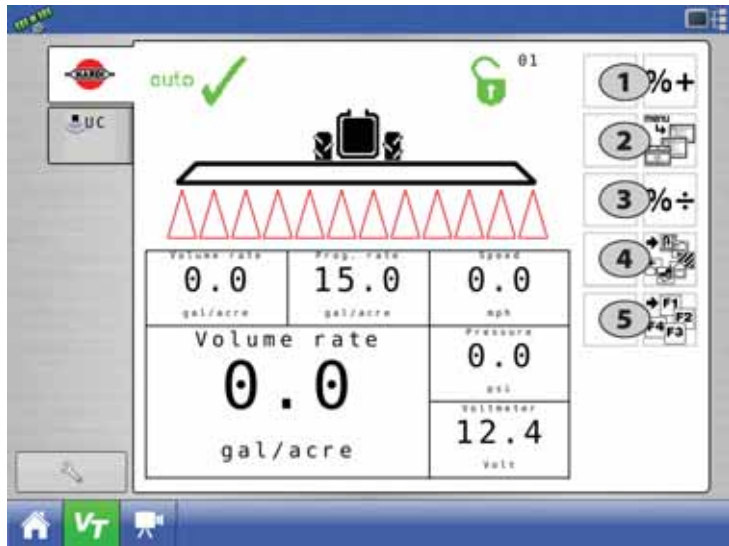 HARDI
auto
01
UC
1
%+
menu
2
3
%÷
4
5
F1
F2
F4
F3
Volume rate
0.0
gal/acre
Prog. rate
15.0
gal/acre
Speed
0.0
mph
Volume rate
0.0
gal/acre
Pressure
0.0
psi
Voltmeter
12.4
Volt
VT